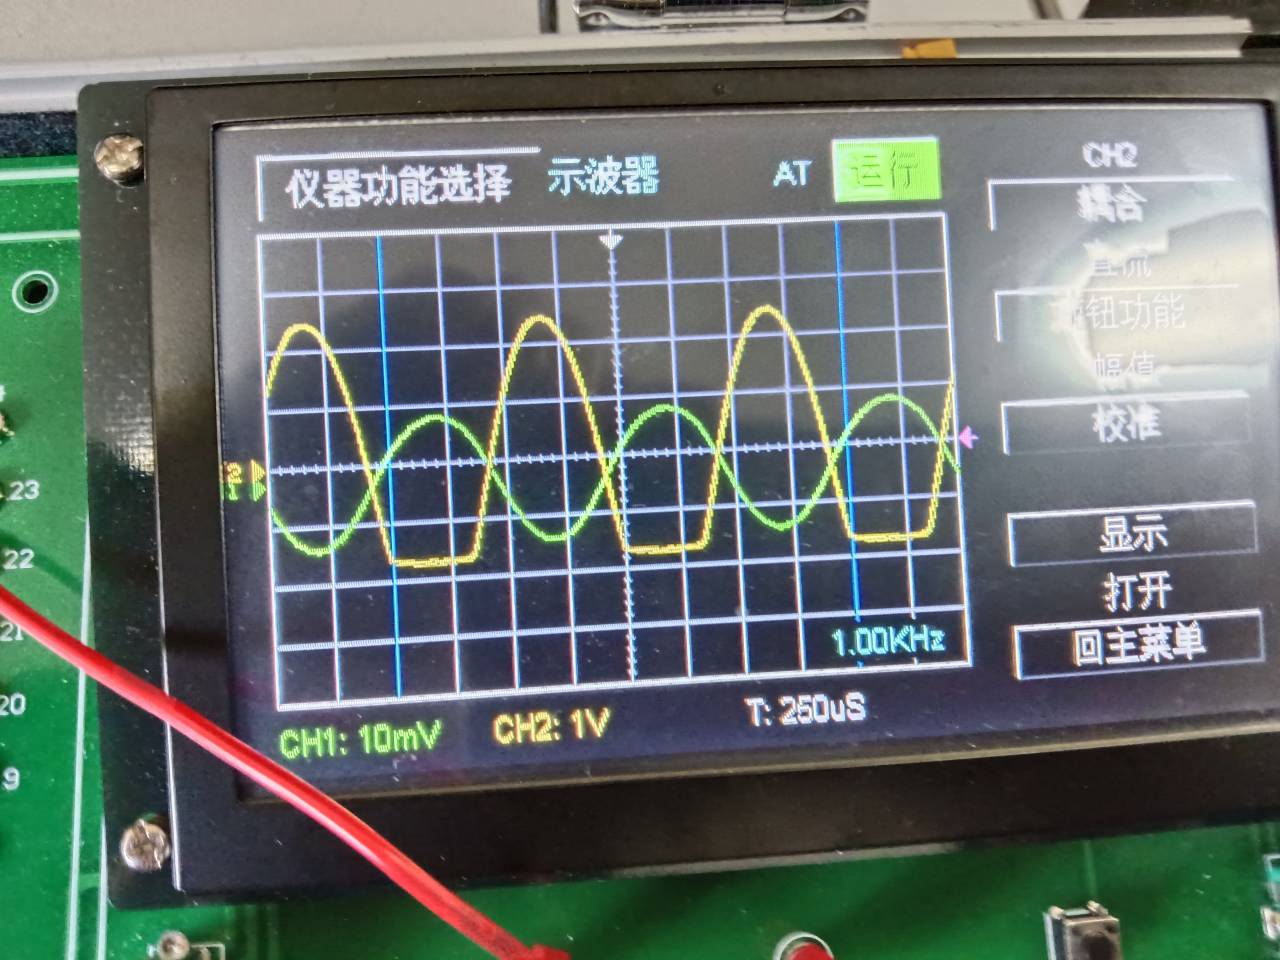 仪器功能选择 示波器 AT 运行
CH2
耦合
直流
旋钮功能
幅值
校准
显示
打开
回主菜单
2
1
1.00KHz
CH1: 10mV CH2: 1V T: 250uS
23
22
21
20
9